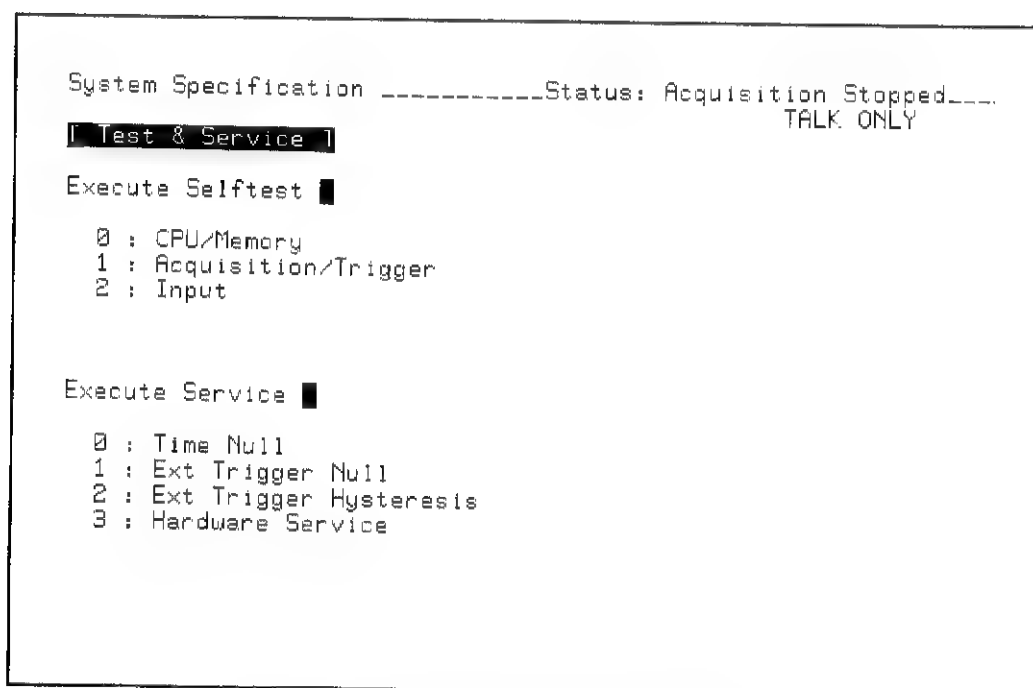 System Specification ___________Status: Acquisition Stopped____
TALK ONLY
[ Test & Service ]
Execute Selftest
0 : CPU/Memory
1 : Acquisition/Trigger
2 : Input
Execute Service
0 : Time Null
1 : Ext Trigger Null
2 : Ext Trigger Hysteresis
3 : Hardware Service